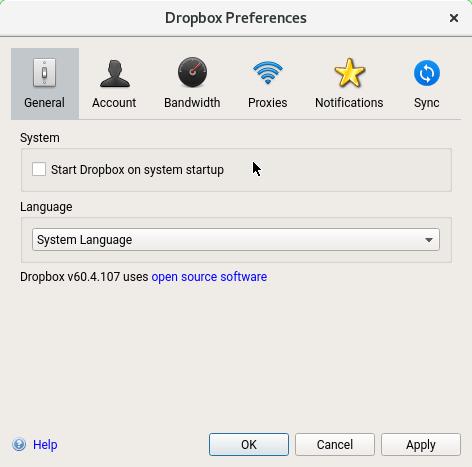 Dropbox Preferences
General Account Bandwidth Proxies Notifications Sync
System
Start Dropbox on system startup
Language
System Language
Dropbox v60.4.107 uses open source software
Help OK Cancel Apply